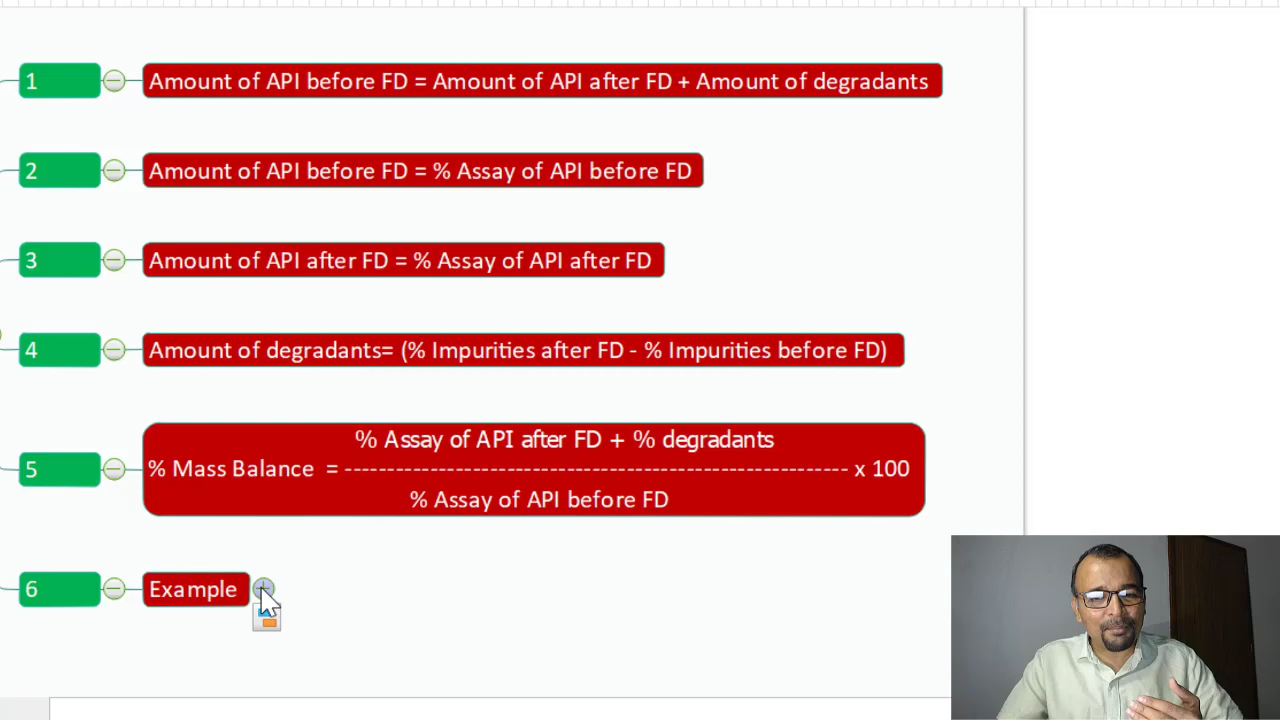 1
Amount of API before FD = Amount of API after FD + Amount of degradants
2
Amount of API before FD = % Assay of API before FD
3
Amount of API after FD = % Assay of API after FD
4
Amount of degradants= (% Impurities after FD - % Impurities before FD)
5
% Assay of API after FD + % degradants
% Mass Balance = ------------------------------------------------------------ x 100
% Assay of API before FD
6
Example